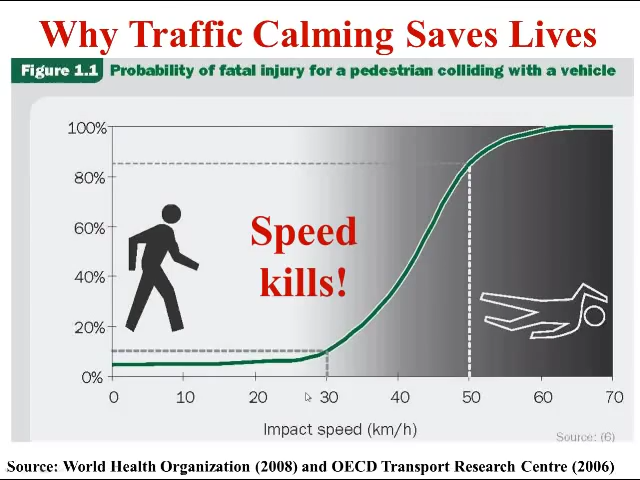 Why Traffic Calming Saves Lives
Figure 1.1 Probability of fatal injury for a pedestrian colliding with a vehicle
100%
80%
60%
40%
20%
0%
Speed
kills!
0 10 20 30 40 50 60 70
Impact speed (km/h)
Source: (6)
Source: World Health Organization (2008) and OECD Transport Research Centre (2006)